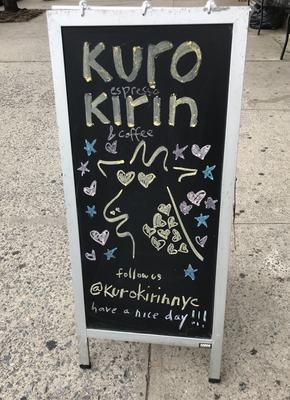 KURO
espresso
KIRIN
& coffee
follow us
@kurokirinnyc
have a nice day!!!